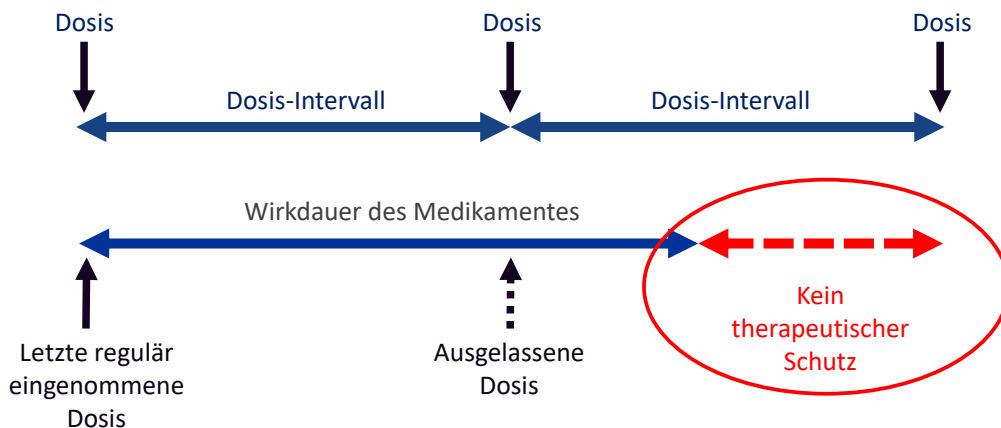 Dosis
Dosis
Dosis
Dosis-Intervall
Dosis-Intervall
Wirkdauer des Medikamentes
Kein
therapeutischer
Schutz
Letzte regulär
eingenommene
Dosis
Ausgelassene
Dosis